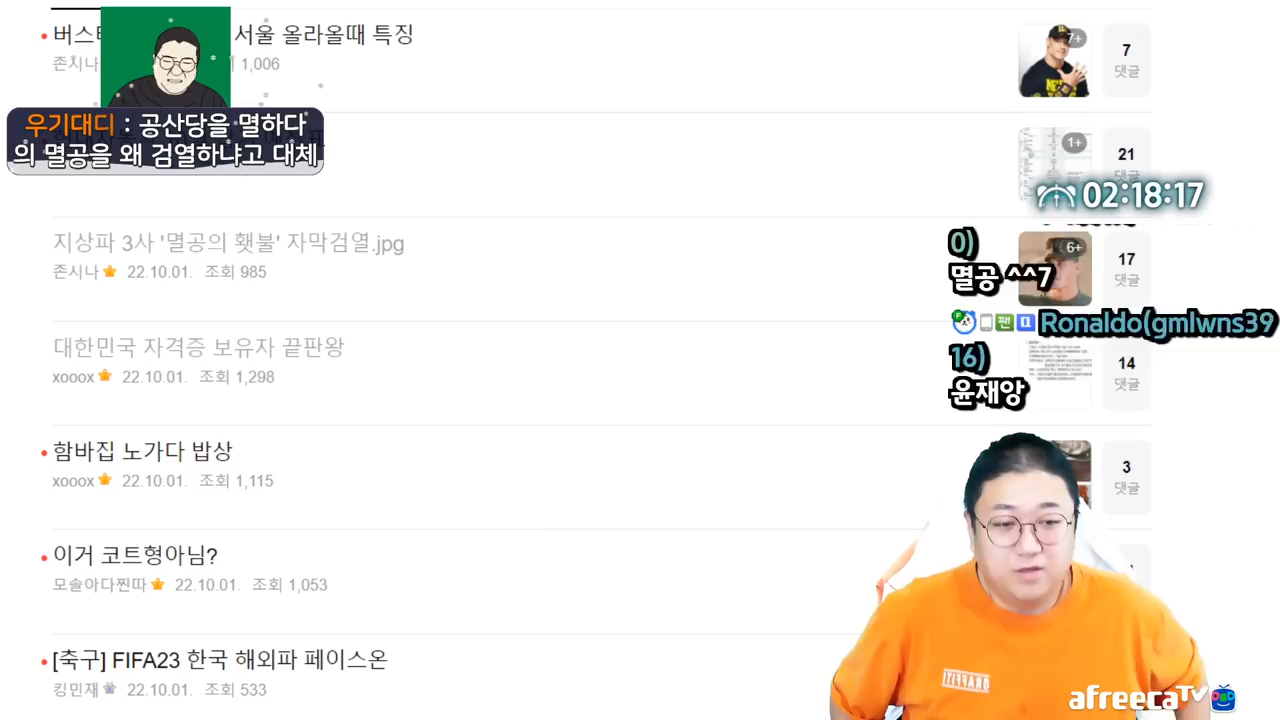 버스
서울 올라올때 특징
존시나
1,006
7+
7
댓글
우기대디 : 공산당을 멸하다
의 멸공을 왜 검열하냐고 대체
1+
21
댓글
02:18:17
지상파 3사 '멸공의 횃불' 자막검열.jpg
존시나 22.10.01. 조회 985
0)
멸공 ^^7
6+
17
댓글
팬
Ronaldo(gmlwns39
16)
윤재앙
대한민국 자격증 보유자 끝판왕
xooox 22.10.01. 조회 1,298
14
댓글
함바집 노가다 밥상
xooox 22.10.01. 조회 1,115
3
댓글
이거 코트형아님?
모솔아다찐따 22.10.01. 조회 1,053
[축구] FIFA23 한국 해외파 페이스온
킹민재 22.10.01. 조회 533
GRAFFITI
afreecaTV